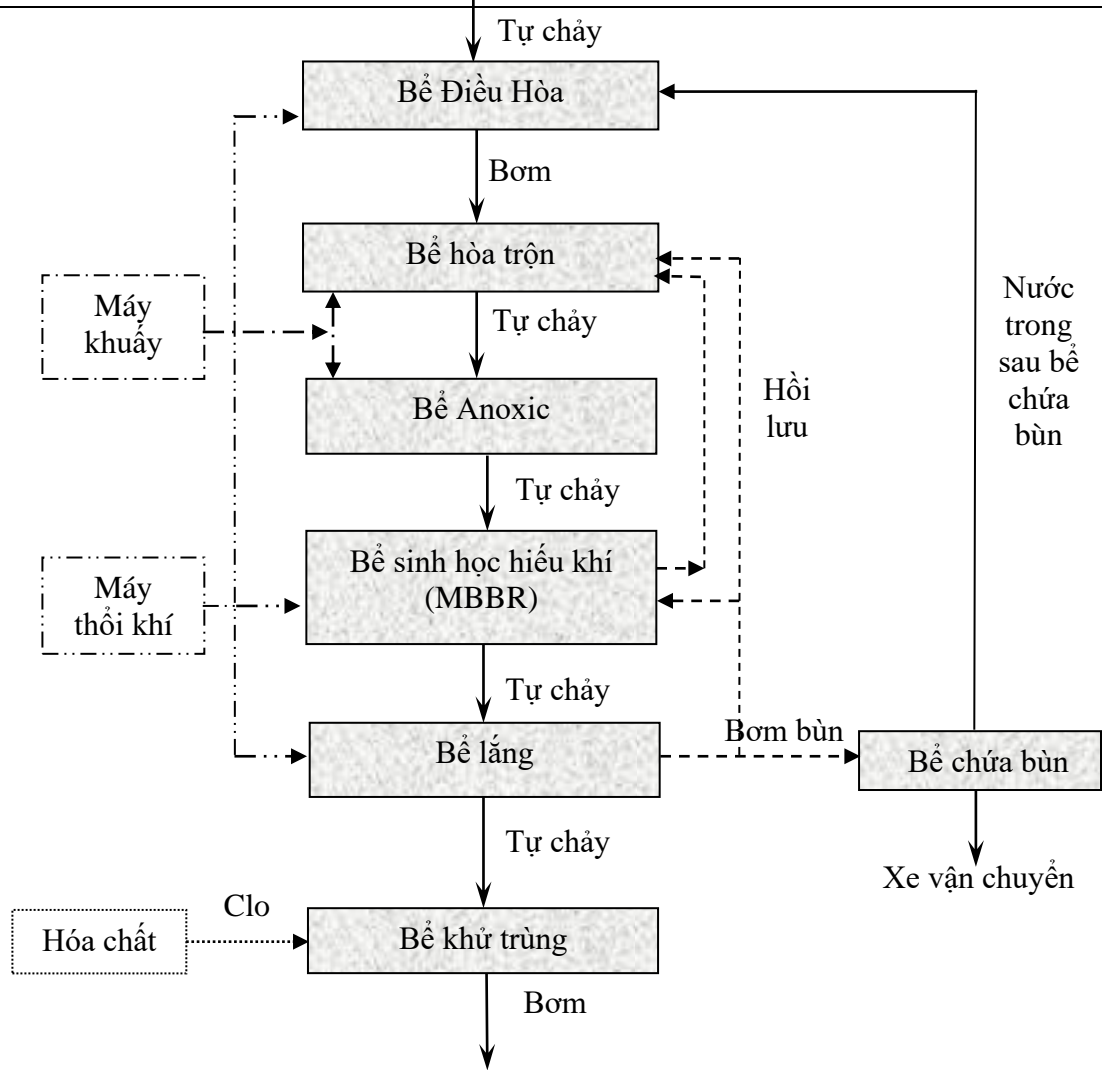 Tự chảy
Bể Điều Hòa
Bơm
Bể hòa trộn
Máy
khuấy
Tự chảy
Nước
trong
sau bể
chứa
bùn
Bể Anoxic
Hồi
lưu
Tự chảy
Bể sinh học hiếu khí
(MBBR)
Máy
thổi khí
Tự chảy
Bơm bùn
Bể lắng
Bể chứa bùn
Tự chảy
Xe vận chuyển
Clo
Hóa chất
Bể khử trùng
Bơm